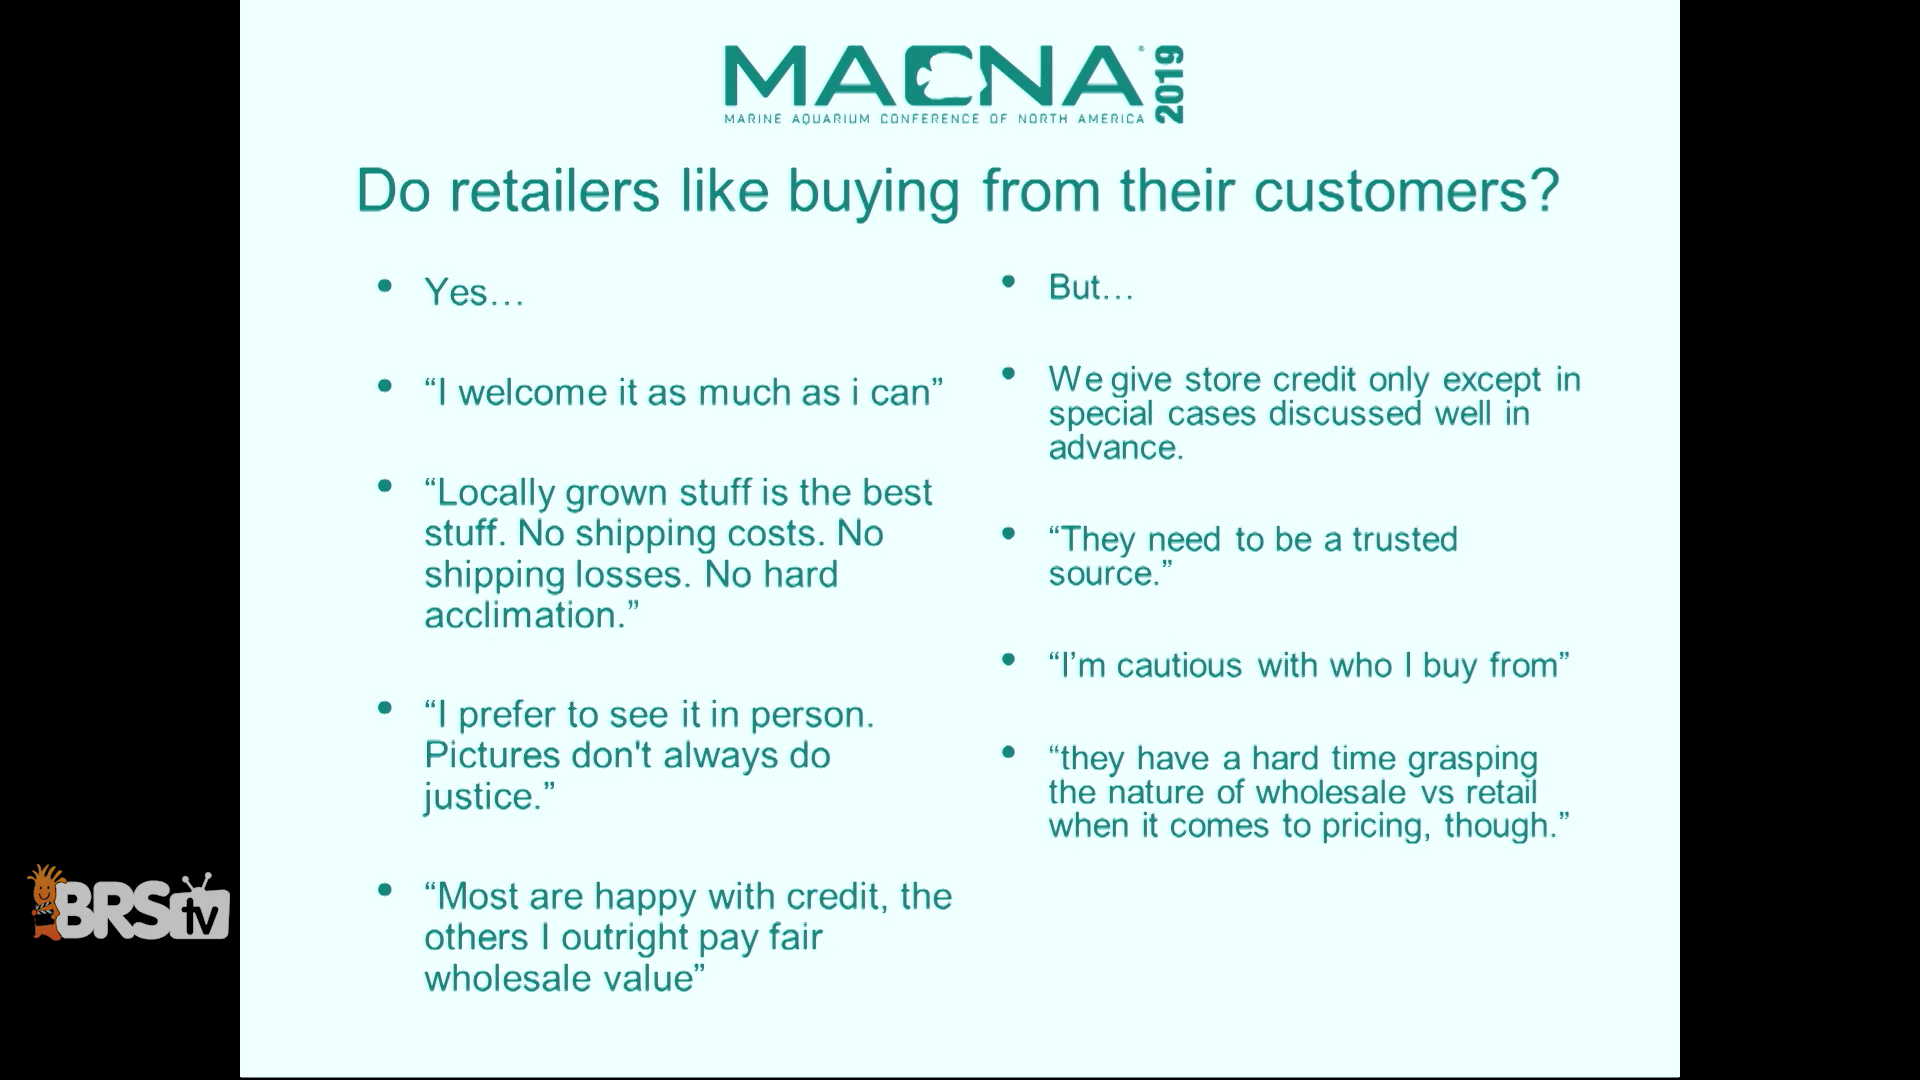 MACNA 2019
MARINE AQUARIUM CONFERENCE OF NORTH AMERICA
Do retailers like buying from their customers?
• Yes…
• “I welcome it as much as i can”
• “Locally grown stuff is the best
stuff. No shipping costs. No
shipping losses. No hard
acclimation.”
• “I prefer to see it in person.
Pictures don't always do
justice.”
• “Most are happy with credit, the
others I outright pay fair
wholesale value”
• But…
• We give store credit only except in
special cases discussed well in
advance.
• “They need to be a trusted
source.”
• “I’m cautious with who I buy from”
• “they have a hard time grasping
the nature of wholesale vs retail
when it comes to pricing, though.”
BRStv